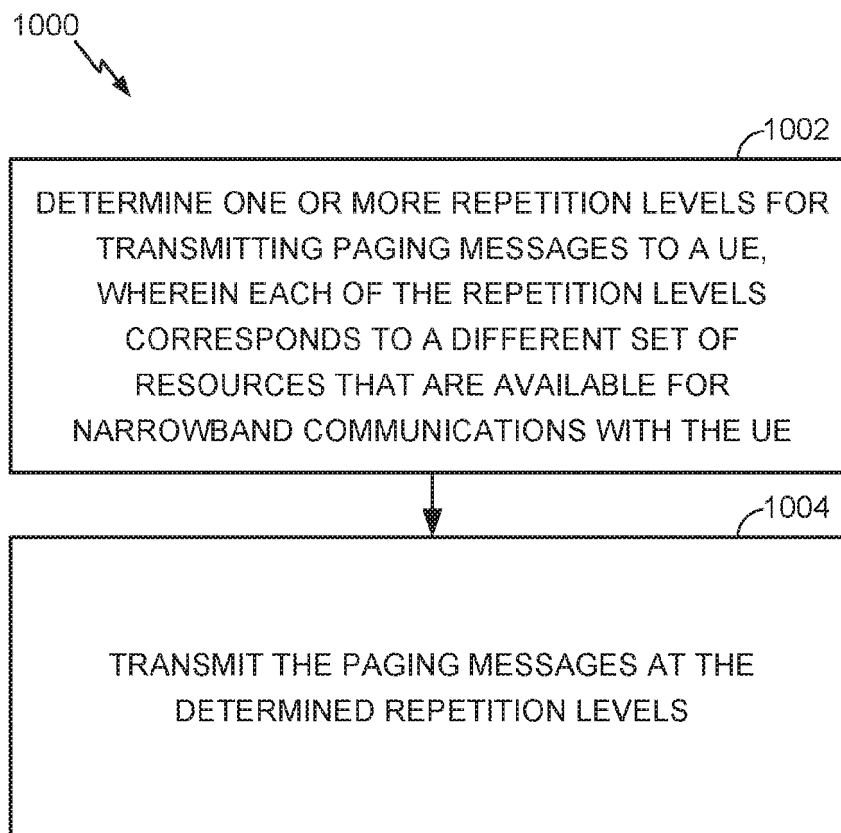 1000
1002
DETERMINE ONE OR MORE REPETITION LEVELS FOR
TRANSMITTING PAGING MESSAGES TO A UE,
WHEREIN EACH OF THE REPETITION LEVELS
CORRESPONDS TO A DIFFERENT SET OF
RESOURCES THAT ARE AVAILABLE FOR
NARROWBAND COMMUNICATIONS WITH THE UE
1004
TRANSMIT THE PAGING MESSAGES AT THE
DETERMINED REPETITION LEVELS